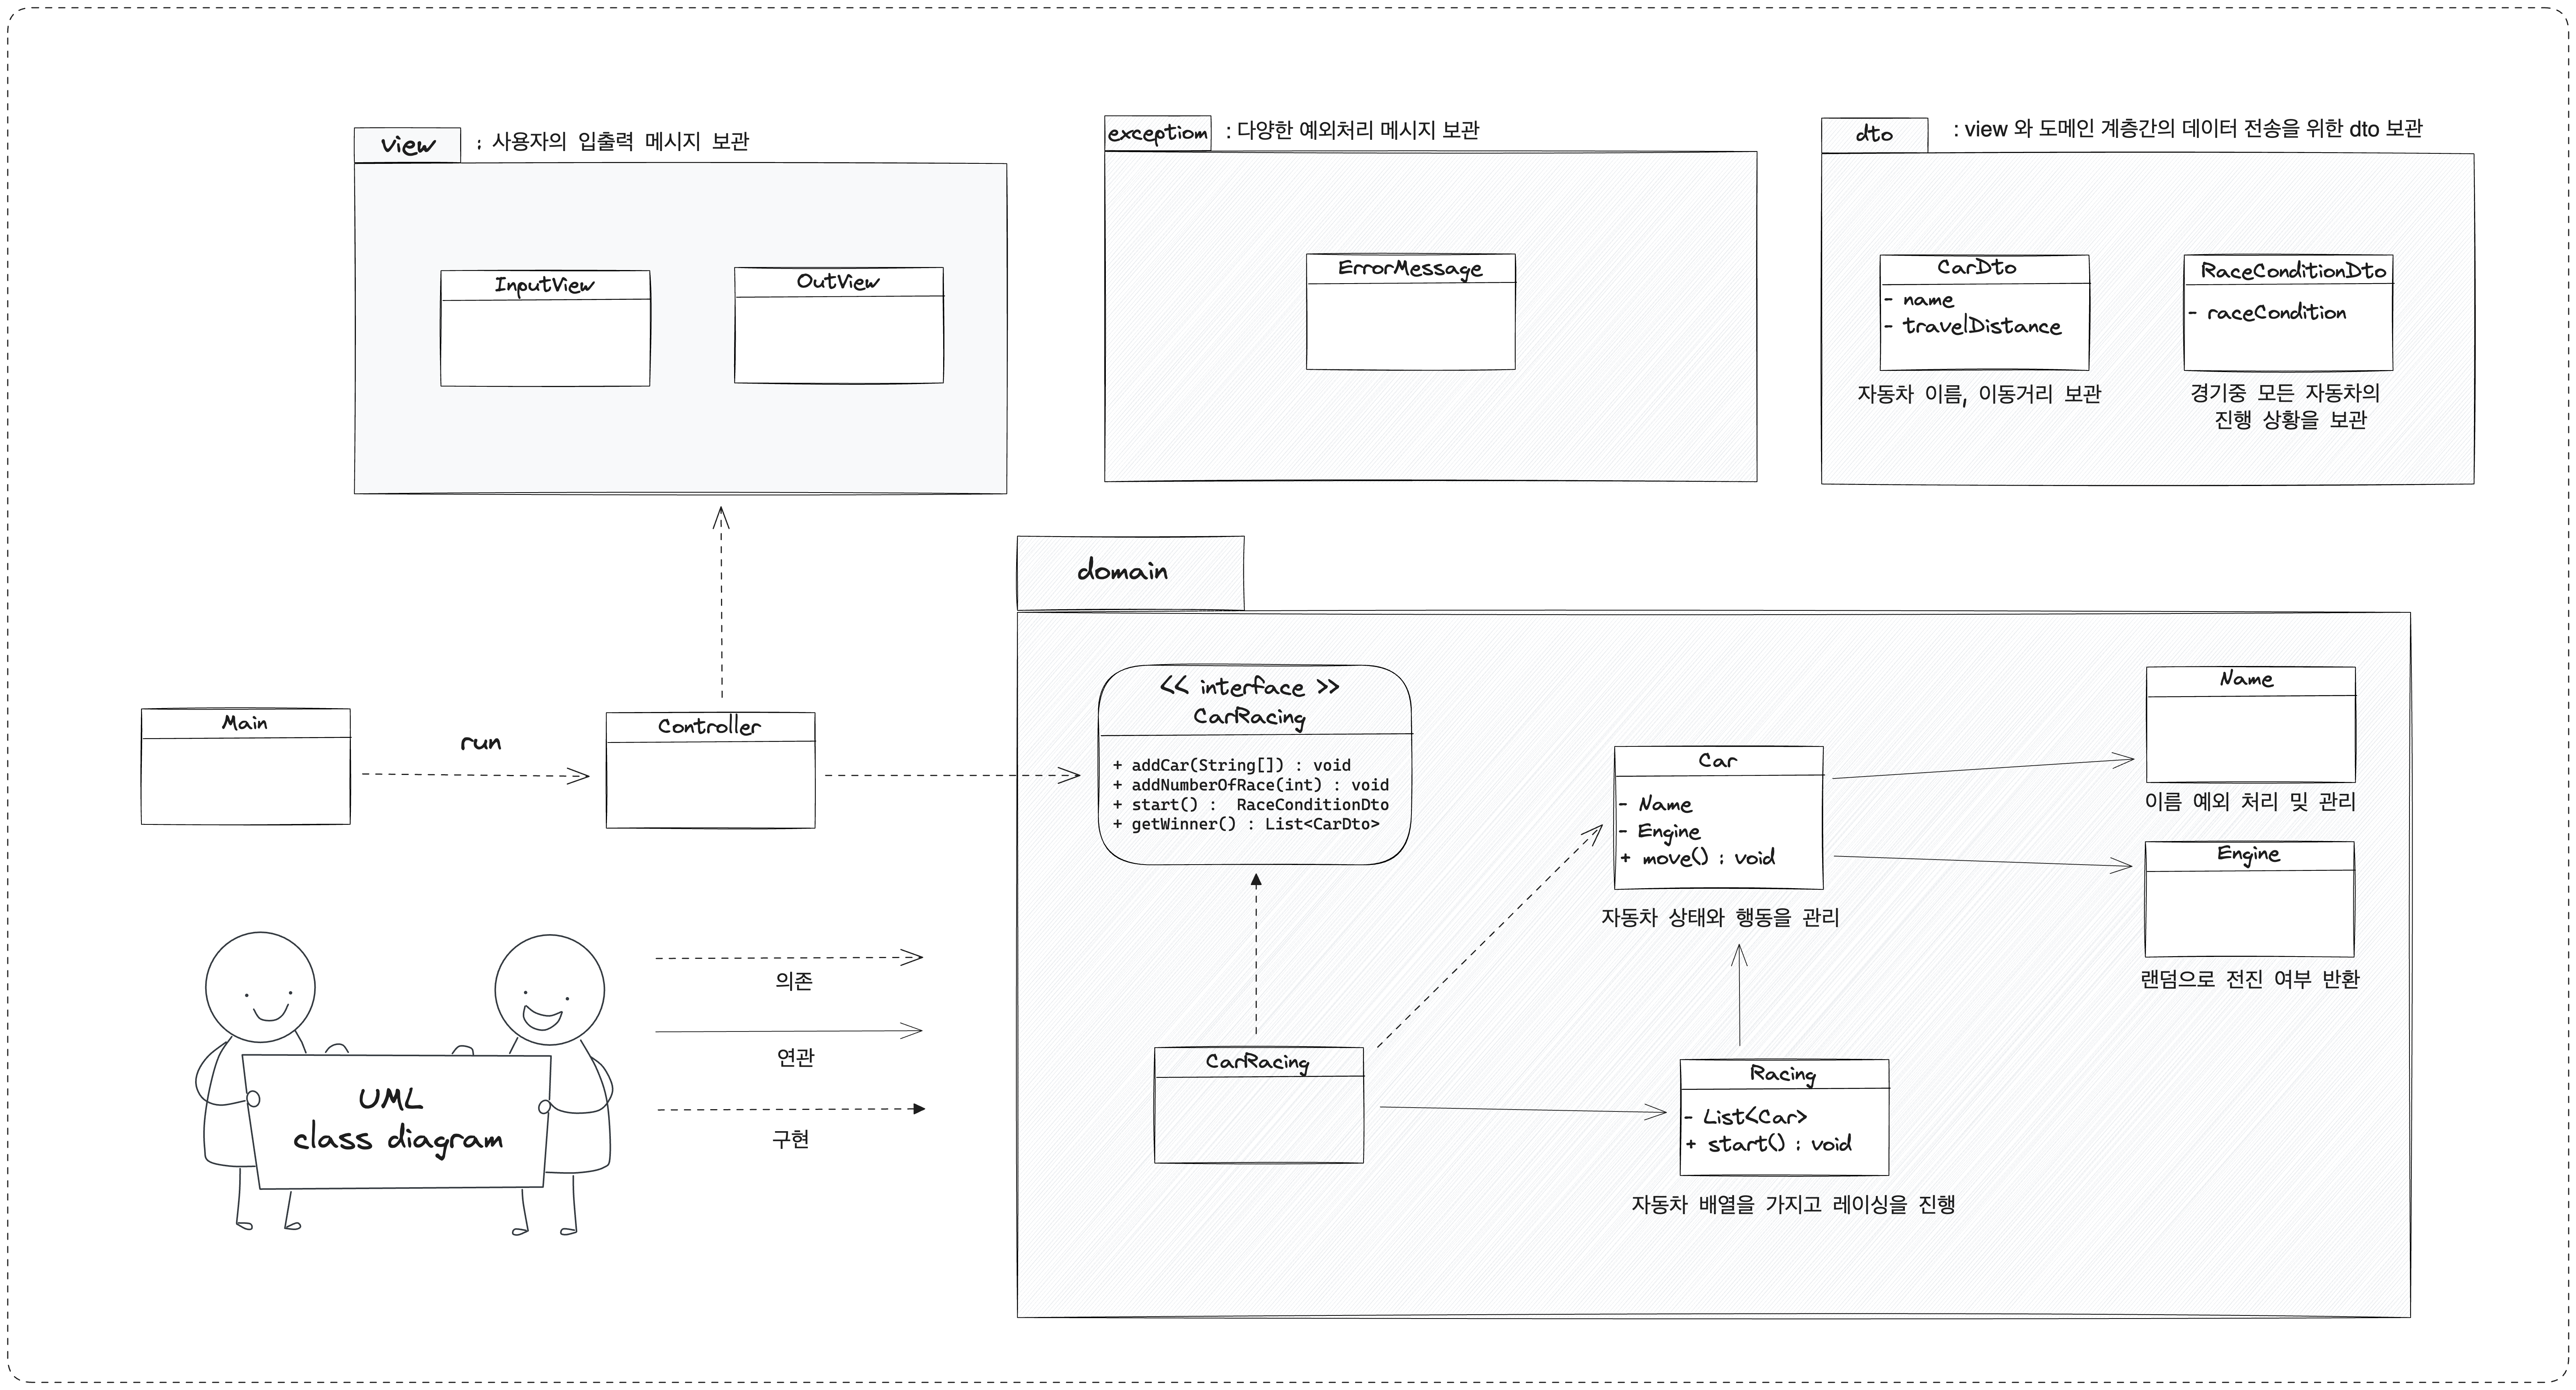 view
: 사용자의 입출력 메시지 보관
InputView
OutView
exceptiom
: 다양한 예외처리 메시지 보관
ErrorMessage
dto
: view 와 도메인 계층간의 데이터 전송을 위한 dto 보관
CarDto
- name
- travelDistance
자동차 이름, 이동거리 보관
RaceConditionDto
- raceCondition
경기중 모든 자동차의
진행 상황을 보관
Main
run
Controller
domain
<< interface >>
CarRacing
+ addCar(String[]) : void
+ addNumberOfRace(int) : void
+ start() : RaceConditionDto
+ getWinner() : List<CarDto>
Car
- Name
- Engine
+ move() : void
자동차 상태와 행동을 관리
Name
이름 예외 처리 및 관리
Engine
랜덤으로 전진 여부 반환
CarRacing
Racing
- List<Car>
+ start() : void
자동차 배열을 가지고 레이싱을 진행
의존
연관
구현
UML
class diagram